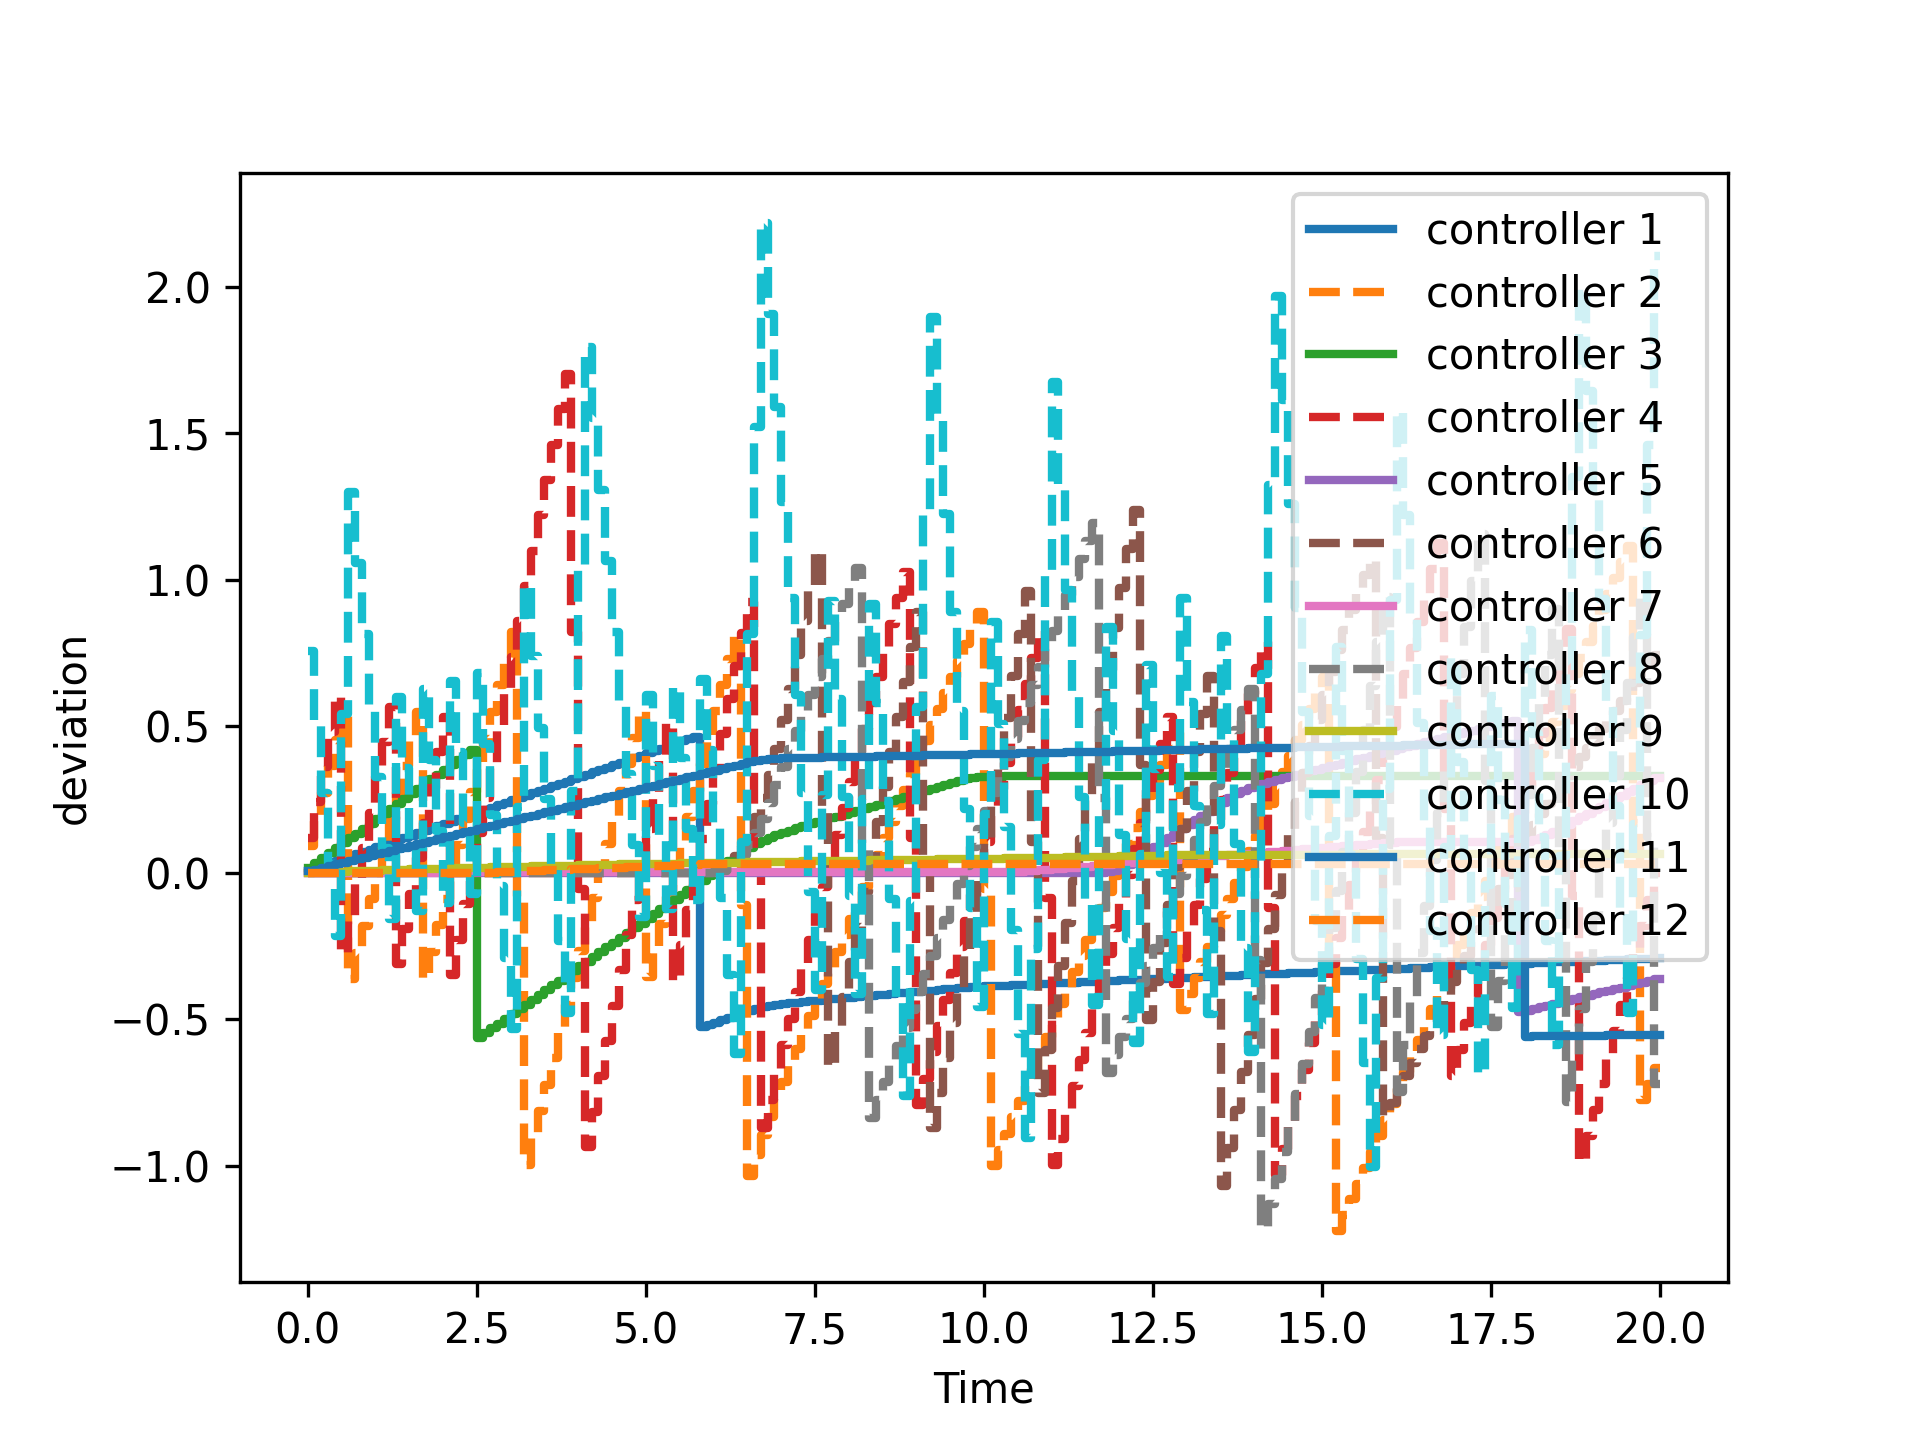 deviation
2.0
1.5
1.0
0.5
0.0
−0.5
−1.0
controller 1
controller 2
controller 3
controller 4
controller 5
controller 6
controller 7
controller 8
controller 9
controller 10
controller 11
controller 12
0.0 2.5 5.0 7.5 10.0 12.5 15.0 17.5 20.0
Time